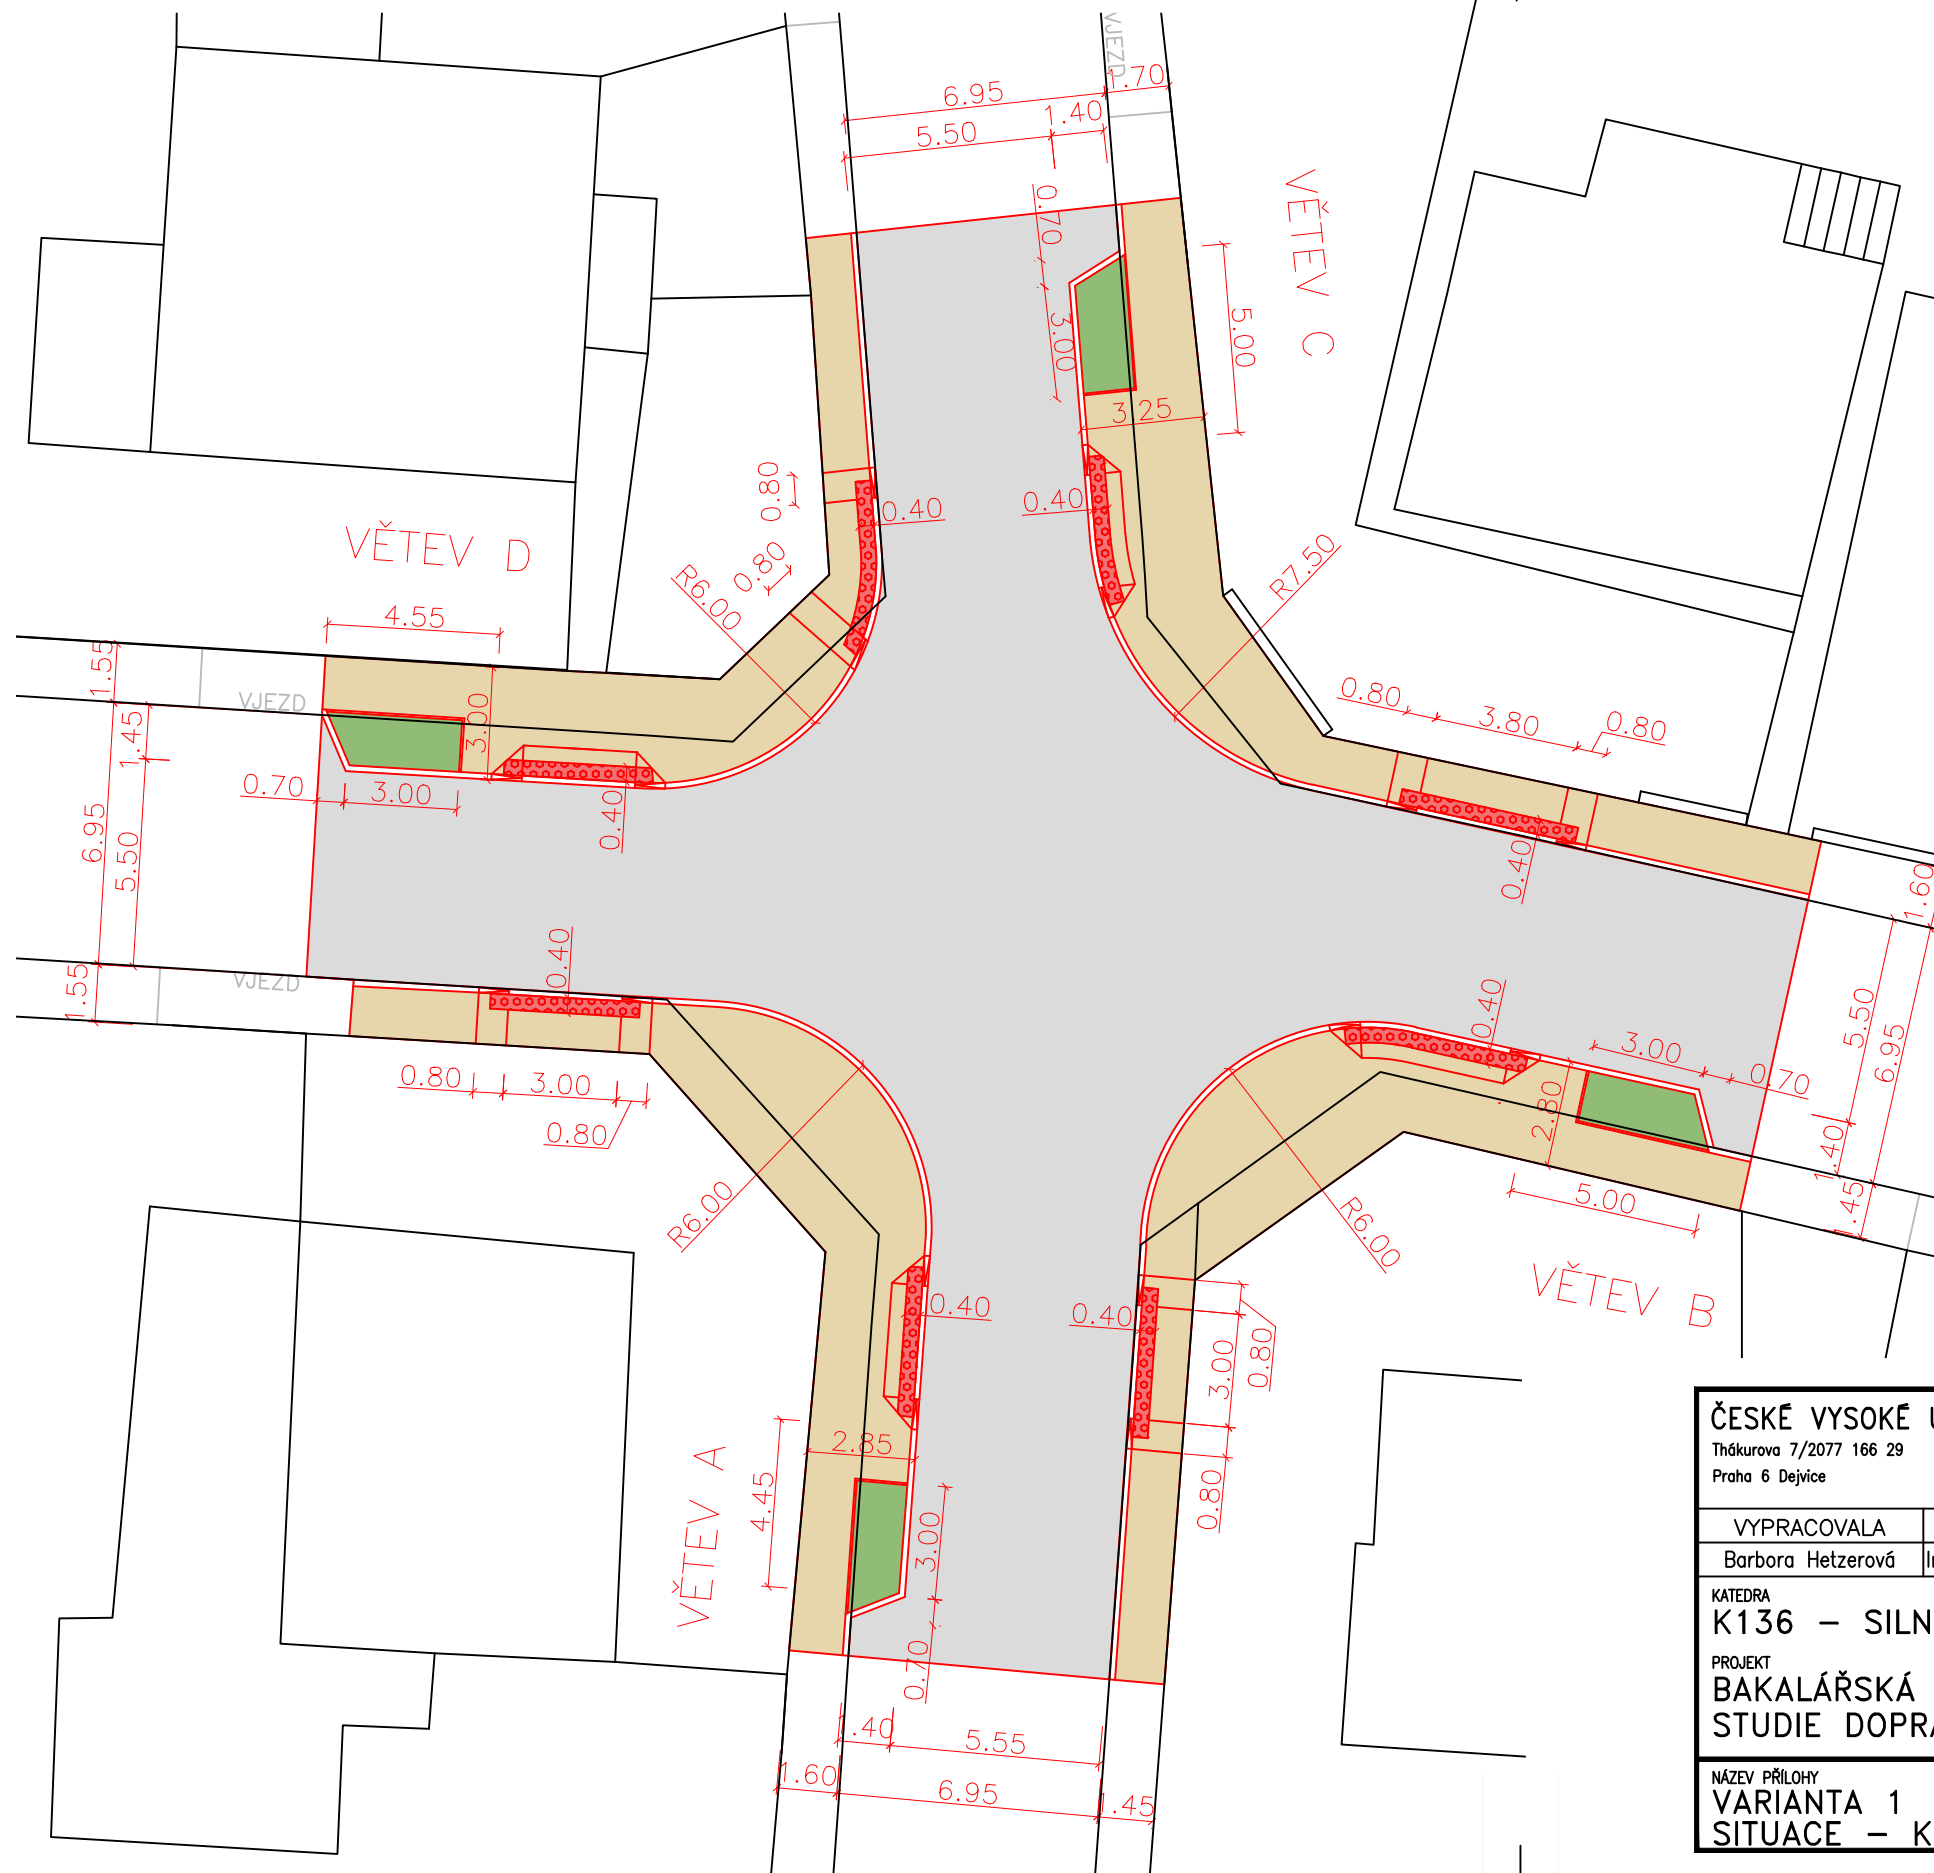 VJEZD
1.70
6.95
1.40
5.50
0.70
VĚTEV C
5.00
3.00
3.25
0.80
0.40
0.40
VĚTEV D
0.80
R6.00
R7.50
4.55
1.55
VJEZD
3.00
1.45
0.80
3.80
0.80
0.70
3.00
0.40
6.95
5.50
0.40
1.60
0.40
VJEZD
1.55
0.40
5.50
6.95
3.00
0.70
0.80
3.00
0.80
2.80
1.40
1.45
5.00
R6.00
R6.00
VĚTEV B
0.40
0.40
3.00
0.80
2.85
VĚTEV A
4.45
3.00
0.80
0.70
1.40
5.55
1.60
6.95
1.45
ČESKÉ VYSOKÉ
Thákurova 7/2077 166 29
Praha 6 Dejvice
VYPRACOVALA
Barbora Hetzerová
KATEDRA
K136 – SILN
PROJEKT
BAKALÁŘSKÁ
STUDIE DOPRA
NÁZEV PŘÍLOHY
VARIANTA 1
SITUACE – K